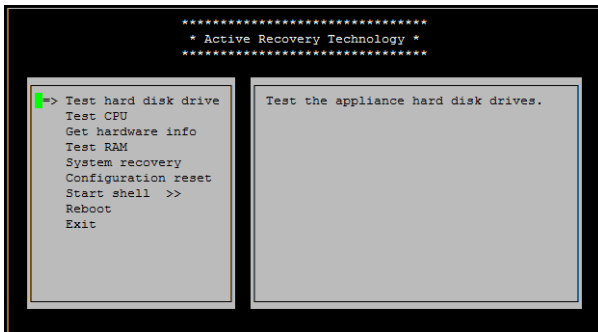 ********************************
* Active Recovery Technology *
********************************
=> Test hard disk drive
Test CPU
Get hardware info
Test RAM
System recovery
Configuration reset
Start shell >>
Reboot
Exit
Test the appliance hard disk drives.